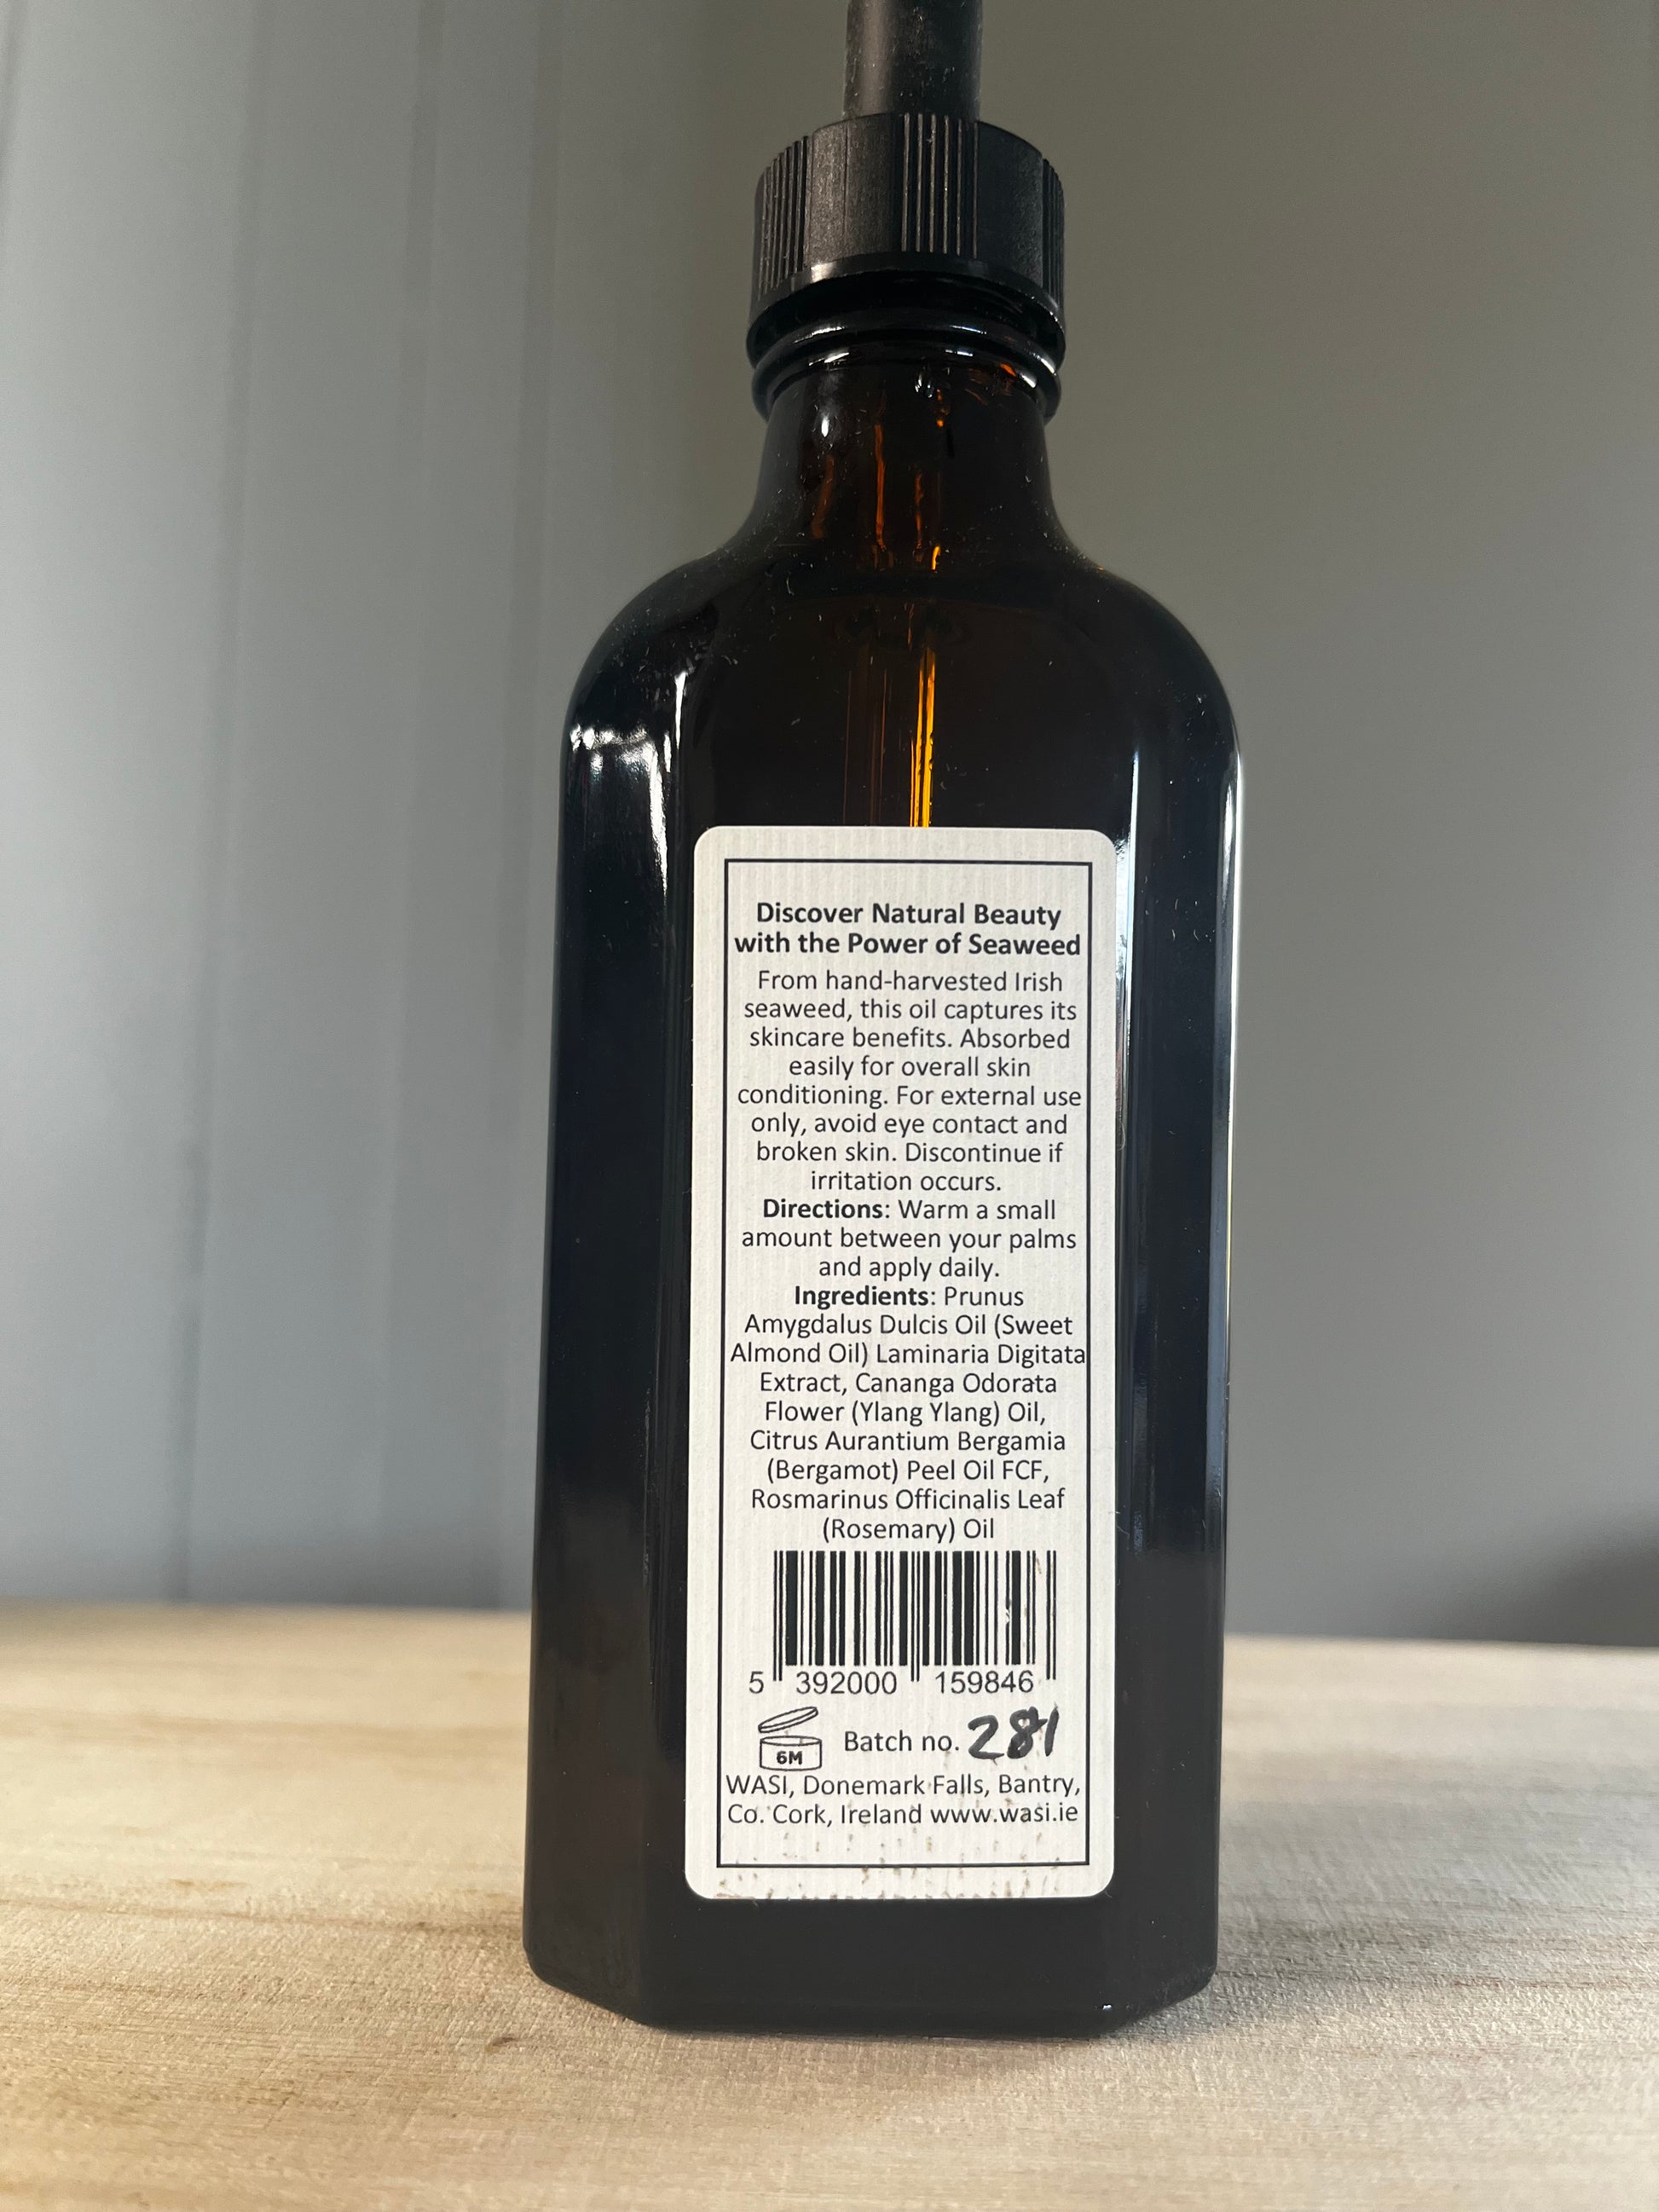 Discover Natural Beauty
with the Power of Seaweed
From hand-harvested Irish
seaweed, this oil captures its
skincare benefits. Absorbed
easily for overall skin
conditioning. For external use
only, avoid eye contact and
broken skin. Discontinue if
irritation occurs.
Directions: Warm a small
amount between your palms
and apply daily.
Ingredients: Prunus
Amygdalus Dulcis Oil (Sweet
Almond Oil) Laminaria Digitata
Extract, Cananga Odorata
Flower (Ylang Ylang) Oil,
Citrus Aurantium Bergamia
(Bergamot) Peel Oil FCF,
Rosmarinus Officinalis Leaf
(Rosemary) Oil
5 392000 159846
6M Batch no. 281
WASI, Donemark Falls, Bantry,
Co. Cork, Ireland www.wasi.ie